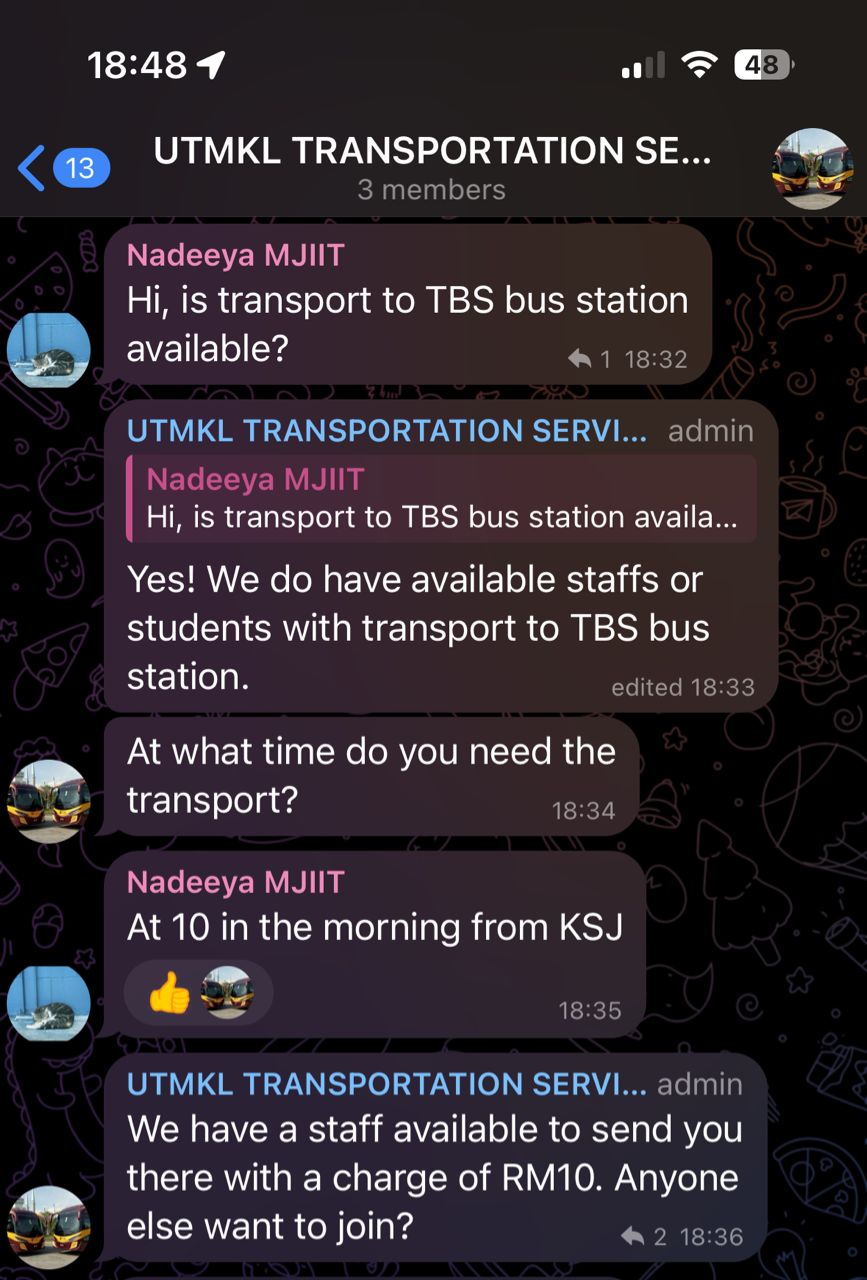 18:48
48
13
UTMKL TRANSPORTATION SE...
3 members
Nadeeya MJIIT
Hi, is transport to TBS bus station
available?
1 18:32
UTMKL TRANSPORTATION SERVI... admin
Nadeeya MJIIT
Hi, is transport to TBS bus station availa...
Yes! We do have available staffs or
students with transport to TBS bus
station.
edited 18:33
At what time do you need the
transport?
18:34
Nadeeya MJIIT
At 10 in the morning from KSJ
👍
18:35
UTMKL TRANSPORTATION SERVI... admin
We have a staff available to send you
there with a charge of RM10. Anyone
else want to join?
2 18:36